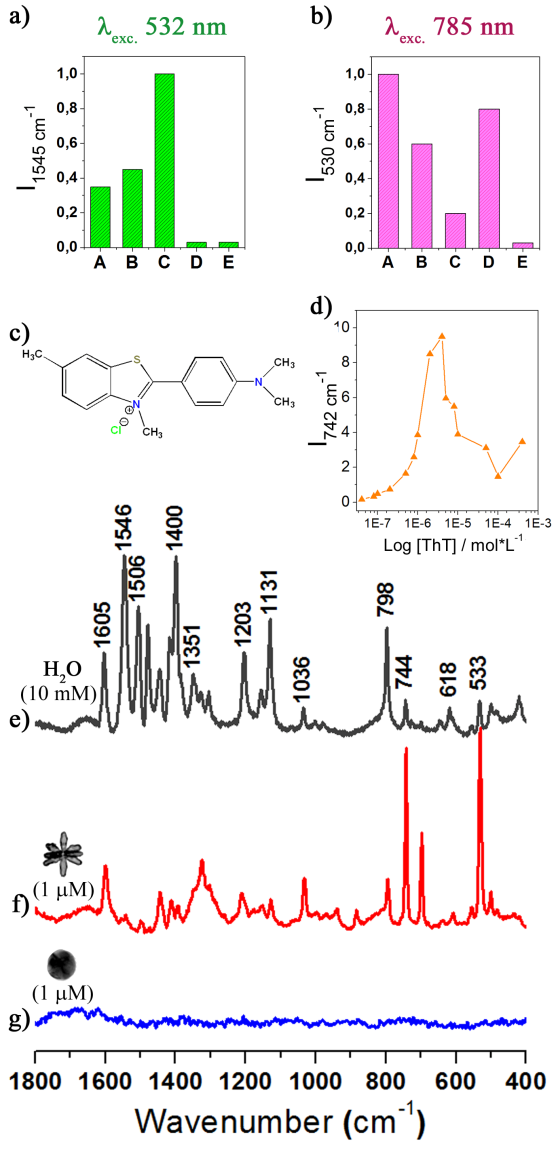 a) λexc. 532 nm
I1545 cm-1
1,0
0,8
0,6
0,4
0,2
0,0
A B C D E
b) λexc. 785 nm
I530 cm-1
1,0
0,8
0,6
0,4
0,2
0,0
A B C D E
c)
H3C
S
N
⊕
Cl
⊖
CH3
N
CH3
CH3
d)
I742 cm-1
10
8
6
4
2
0
1E-7 1E-6 1E-5 1E-4 1E-3
Log [ThT] / mol*L-1
1605
1546
1506
1400
1351
1203
1131
1036
798
744
618
533
H2O
(10 mM)
e)
(1 µM)
f)
(1 µM)
g)
1800 1600 1400 1200 1000 800 600 400
Wavenumber (cm-1)